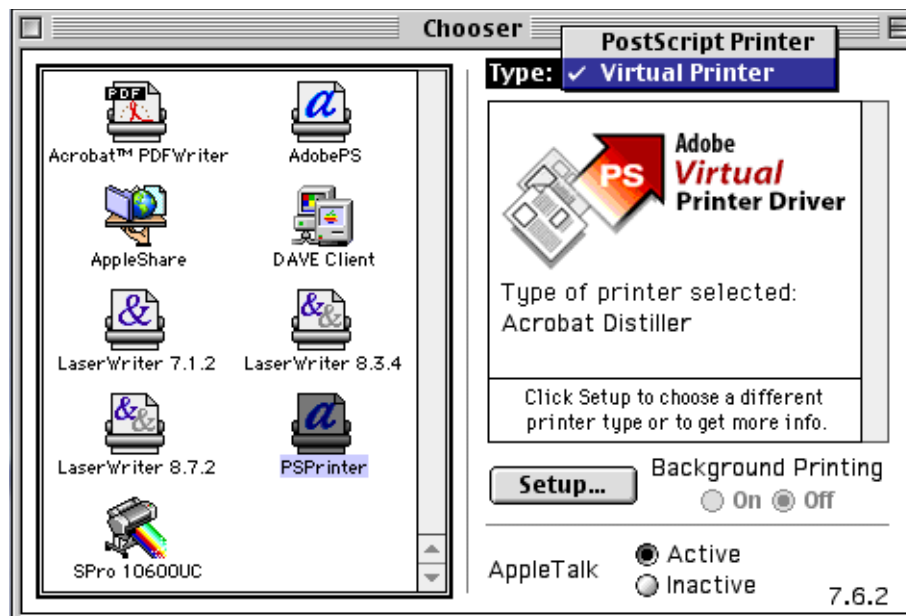 Chooser
PDF
Acrobat™ PDFWriter
AdobePS
AppleShare
DAVE Client
LaserWriter 7.1.2
LaserWriter 8.3.4
LaserWriter 8.7.2
PSPrinter
SPro 10600UC
PostScript Printer
Type: ✓ Virtual Printer
PS
Adobe
Virtual
Printer Driver
Type of printer selected:
Acrobat Distiller
Click Setup to choose a different
printer type or to get more info.
Setup...
Background Printing
On Off
AppleTalk
Active
Inactive
7.6.2